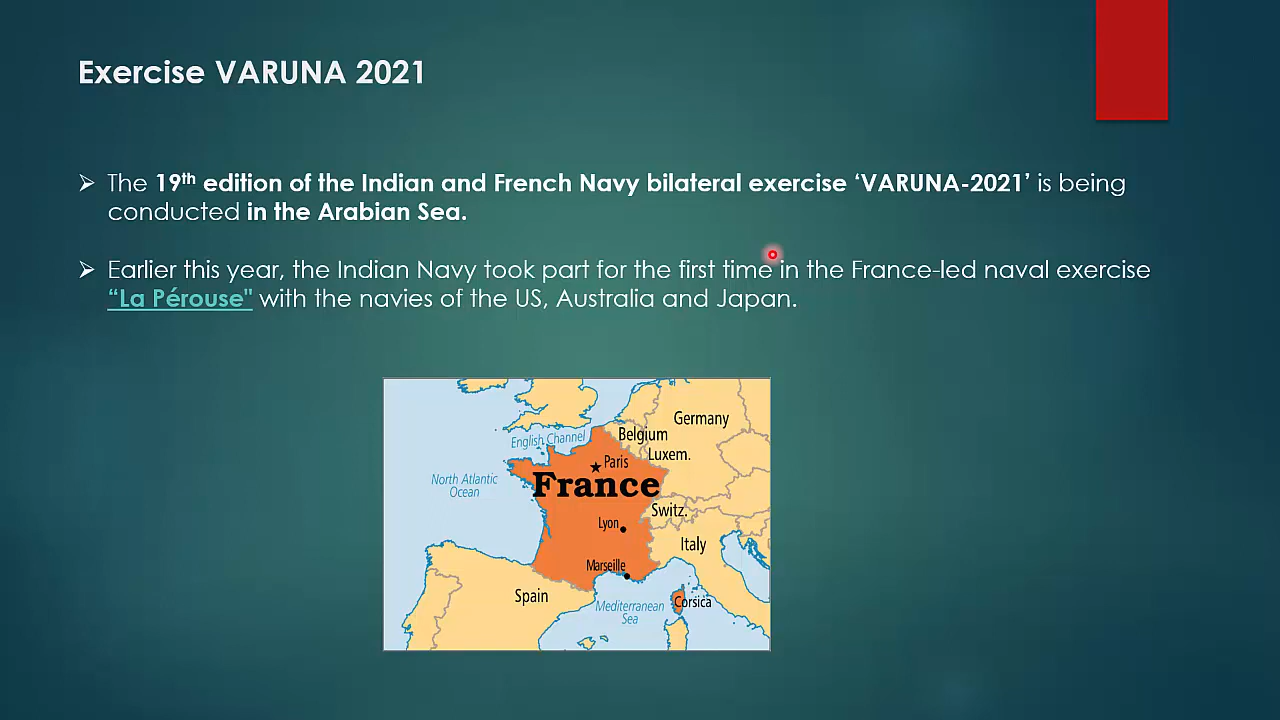 Exercise VARUNA 2021
➢ The 19th edition of the Indian and French Navy bilateral exercise ‘VARUNA-2021’ is being
conducted in the Arabian Sea.
➢ Earlier this year, the Indian Navy took part for the first time in the France-led naval exercise
“La Pérouse" with the navies of the US, Australia and Japan.
Germany
English Channel
Belgium
Paris
Luxem.
North Atlantic
Ocean
France
Switz.
Lyon
Italy
Marseille
Spain
Mediterranean
Sea
Corsica